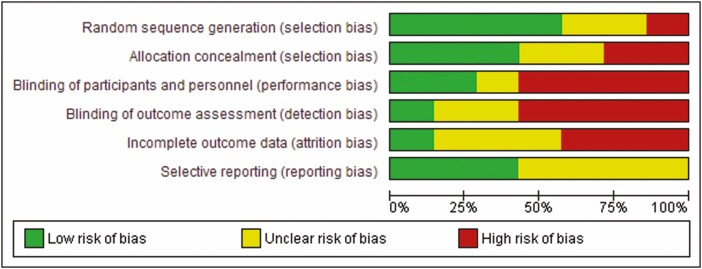 Random sequence generation (selection bias)
Allocation concealment (selection bias)
Blinding of participants and personnel (performance bias)
Blinding of outcome assessment (detection bias)
Incomplete outcome data (attrition bias)
Selective reporting (reporting bias)
0% 25% 50% 75% 100%
Low risk of bias Unclear risk of bias High risk of bias